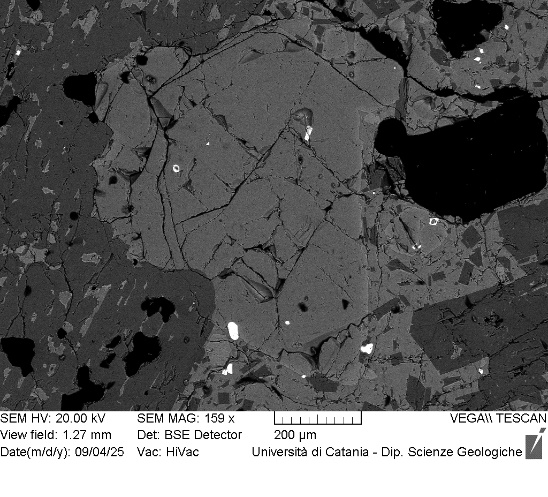 SEM HV: 20.00 kV SEM MAG: 159 x VEGA\\ TESCAN
View field: 1.27 mm Det: BSE Detector 200 µm
Date(m/d/y): 09/04/25 Vac: HiVac Università di Catania - Dip. Scienze Geologiche